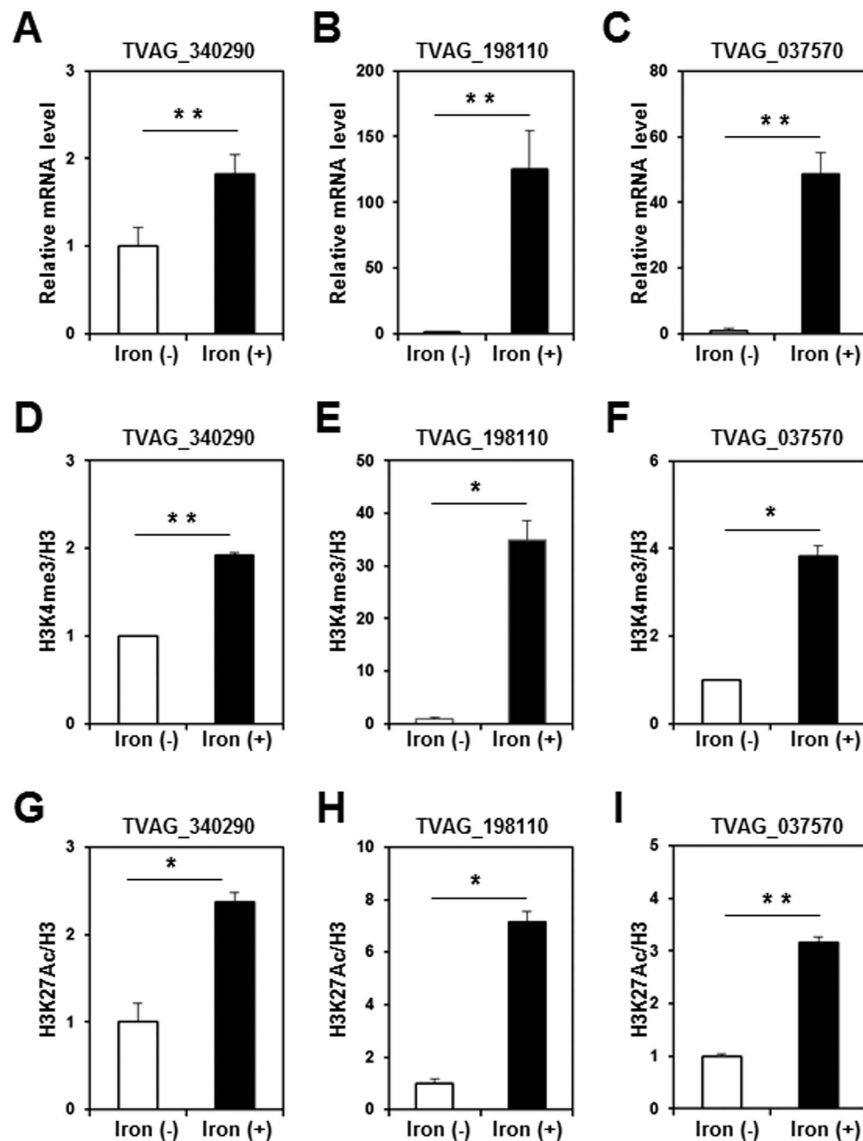 A
TVAG_340290
Relative mRNA level
3
2
1
0
**
Iron (-) Iron (+)
B
TVAG_198110
Relative mRNA level
200
150
100
50
0
**
Iron (-) Iron (+)
C
TVAG_037570
Relative mRNA level
80
60
40
20
0
**
Iron (-) Iron (+)
D
TVAG_340290
H3K4me3/H3
3
2
1
0
**
Iron (-) Iron (+)
E
TVAG_198110
H3K4me3/H3
50
40
30
20
10
0
*
Iron (-) Iron (+)
F
TVAG_037570
H3K4me3/H3
6
4
2
0
*
Iron (-) Iron (+)
G
TVAG_340290
H3K27Ac/H3
3
2
1
0
*
Iron (-) Iron (+)
H
TVAG_198110
H3K27Ac/H3
10
8
6
4
2
0
*
Iron (-) Iron (+)
I
TVAG_037570
H3K27Ac/H3
5
4
3
2
1
0
**
Iron (-) Iron (+)